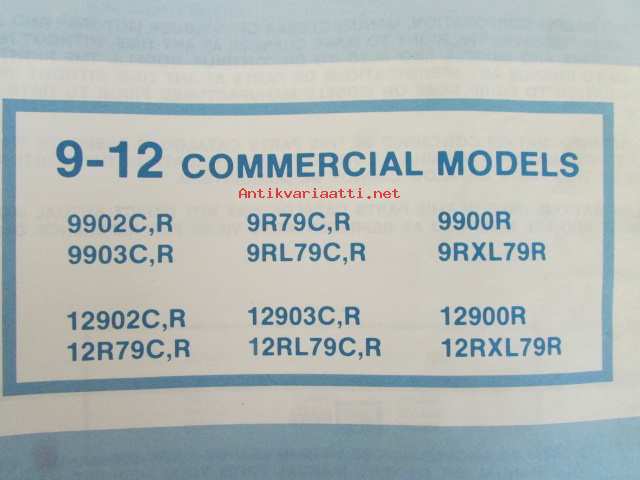 9-12 COMMERCIAL MODELS
Antikvariaatti.net
9902C,R 9R79C,R 9900R
9903C,R 9RL79C,R 9RXL79R
12902C,R 12903C,R 12900R
12R79C,R 12RL79C,R 12RXL79R